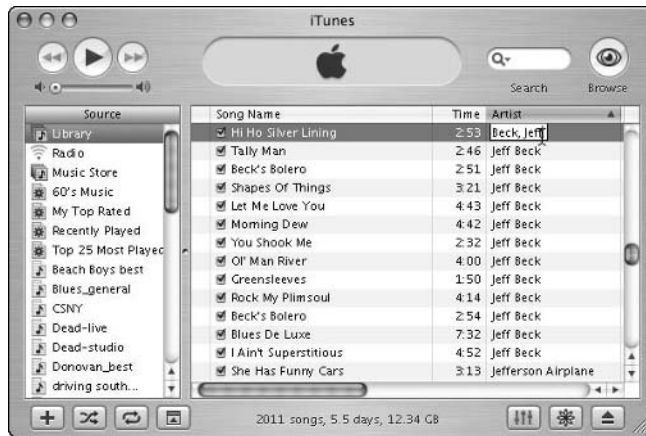 iTunes
Search
Browse
Source
Library
Radio
Music Store
60's Music
My Top Rated
Recently Played
Top 25 Most Played
Beach Boys best
Blues_general
CSNY
Dead-live
Dead-studio
Donovan_best
driving south...
Song Name Time Artist
Hi Ho Silver Lining 2:53 Beck, Jeff
Tally Man 2:46 Jeff Beck
Beck's Bolero 2:51 Jeff Beck
Shapes Of Things 3:21 Jeff Beck
Let Me Love You 4:43 Jeff Beck
Morning Dew 4:42 Jeff Beck
You Shook Me 2:32 Jeff Beck
Ol' Man River 4:00 Jeff Beck
Greensleeves 1:50 Jeff Beck
Rock My Plimsoul 4:14 Jeff Beck
Beck's Bolero 2:54 Jeff Beck
Blues De Luxe 7:32 Jeff Beck
I Ain't Superstitious 4:52 Jeff Beck
She Has Funny Cars 3:13 Jefferson Airplane
2011 songs, 5.5 days, 12.34 GB